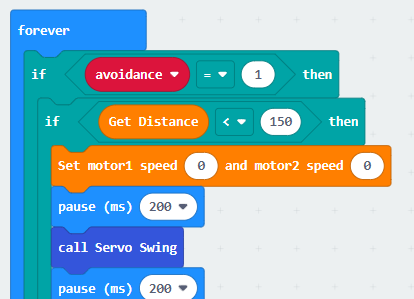 forever
if avoidance = 1 then
if Get Distance < 150 then
Set motor1 speed 0 and motor2 speed 0
pause (ms) 200
call Servo Swing
pause (ms) 200